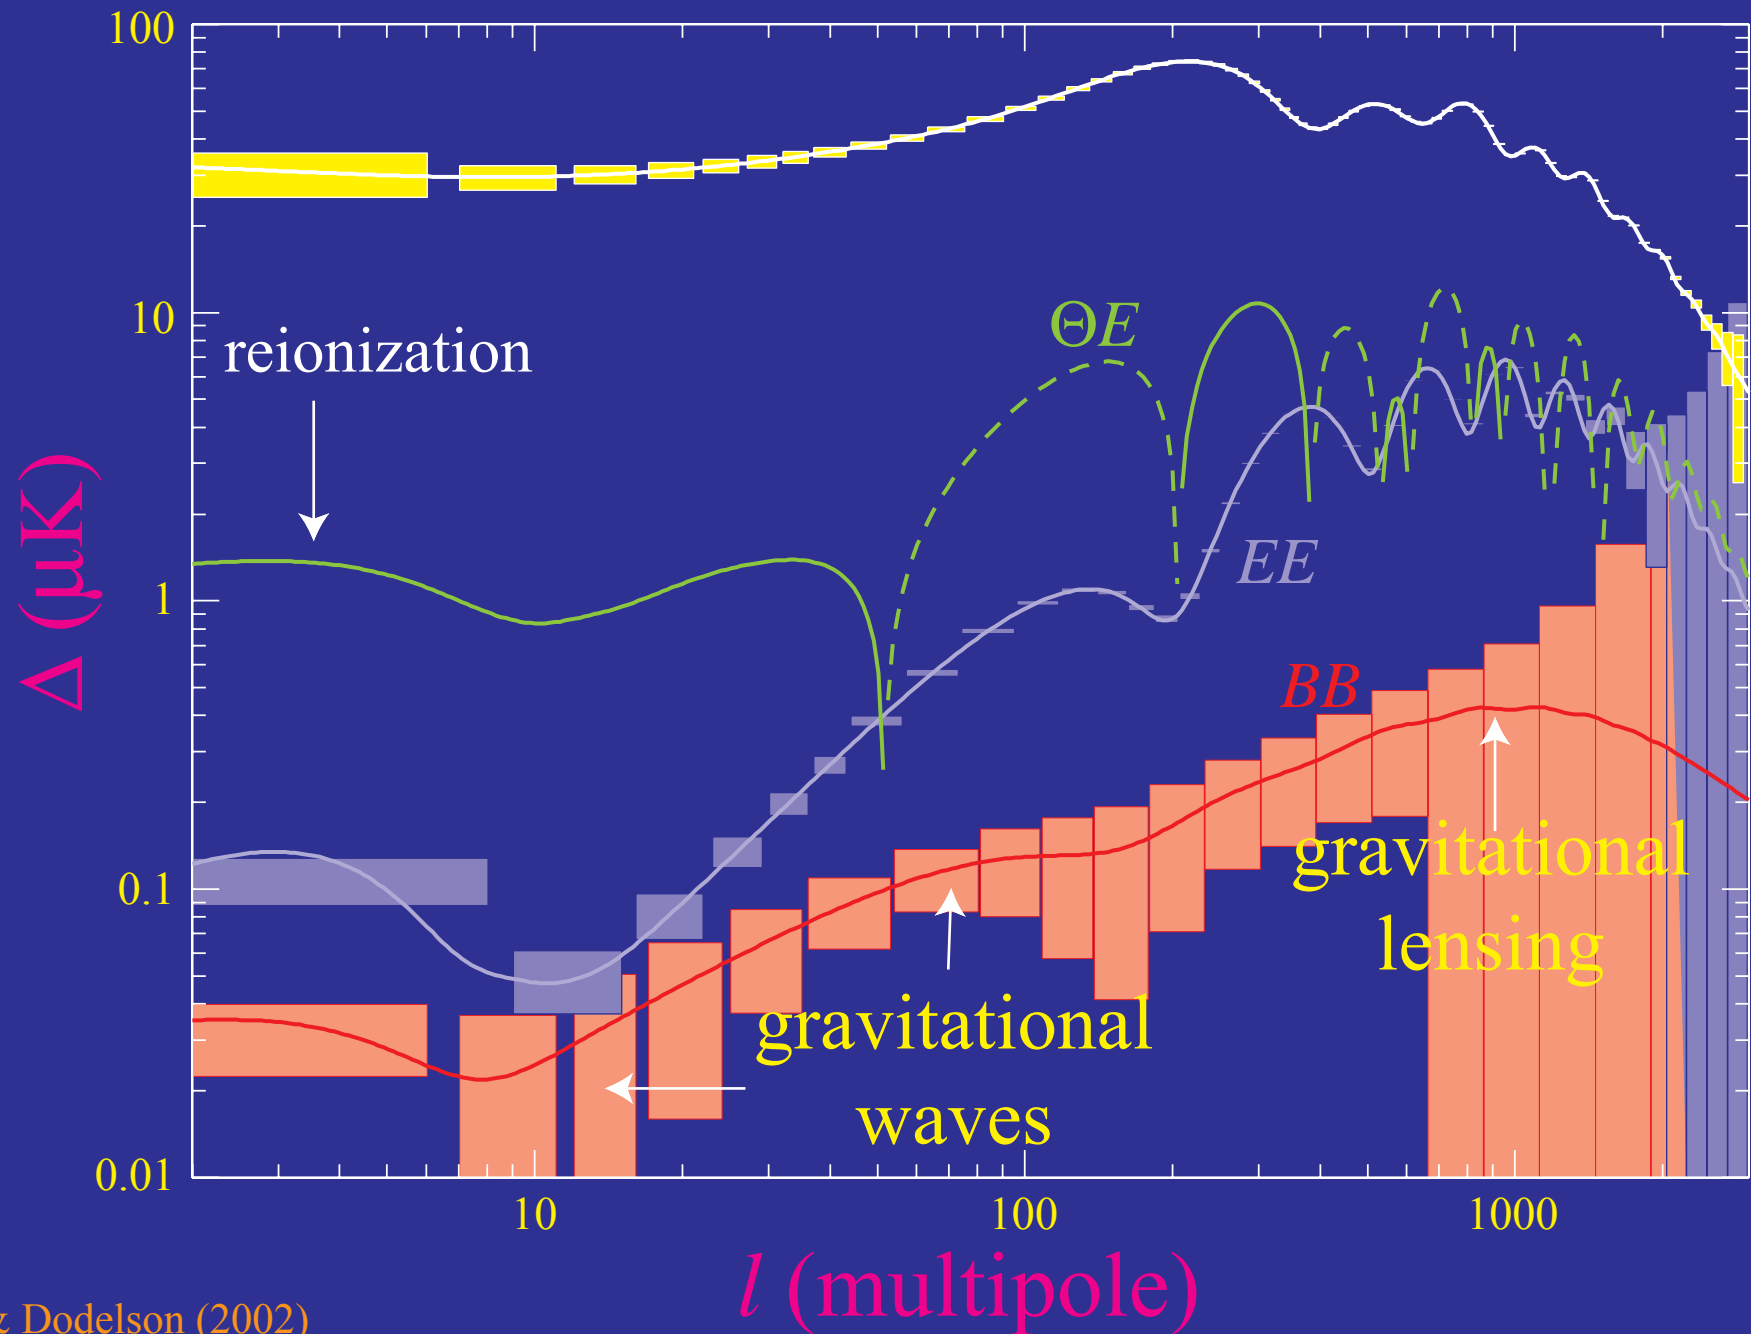 100
10
1
0.1
0.01
Δ (μK)
reionization
ΘE
EE
BB
gravitational
lensing
gravitational
waves
10
100
1000
l (multipole)
& Dodelson (2002)